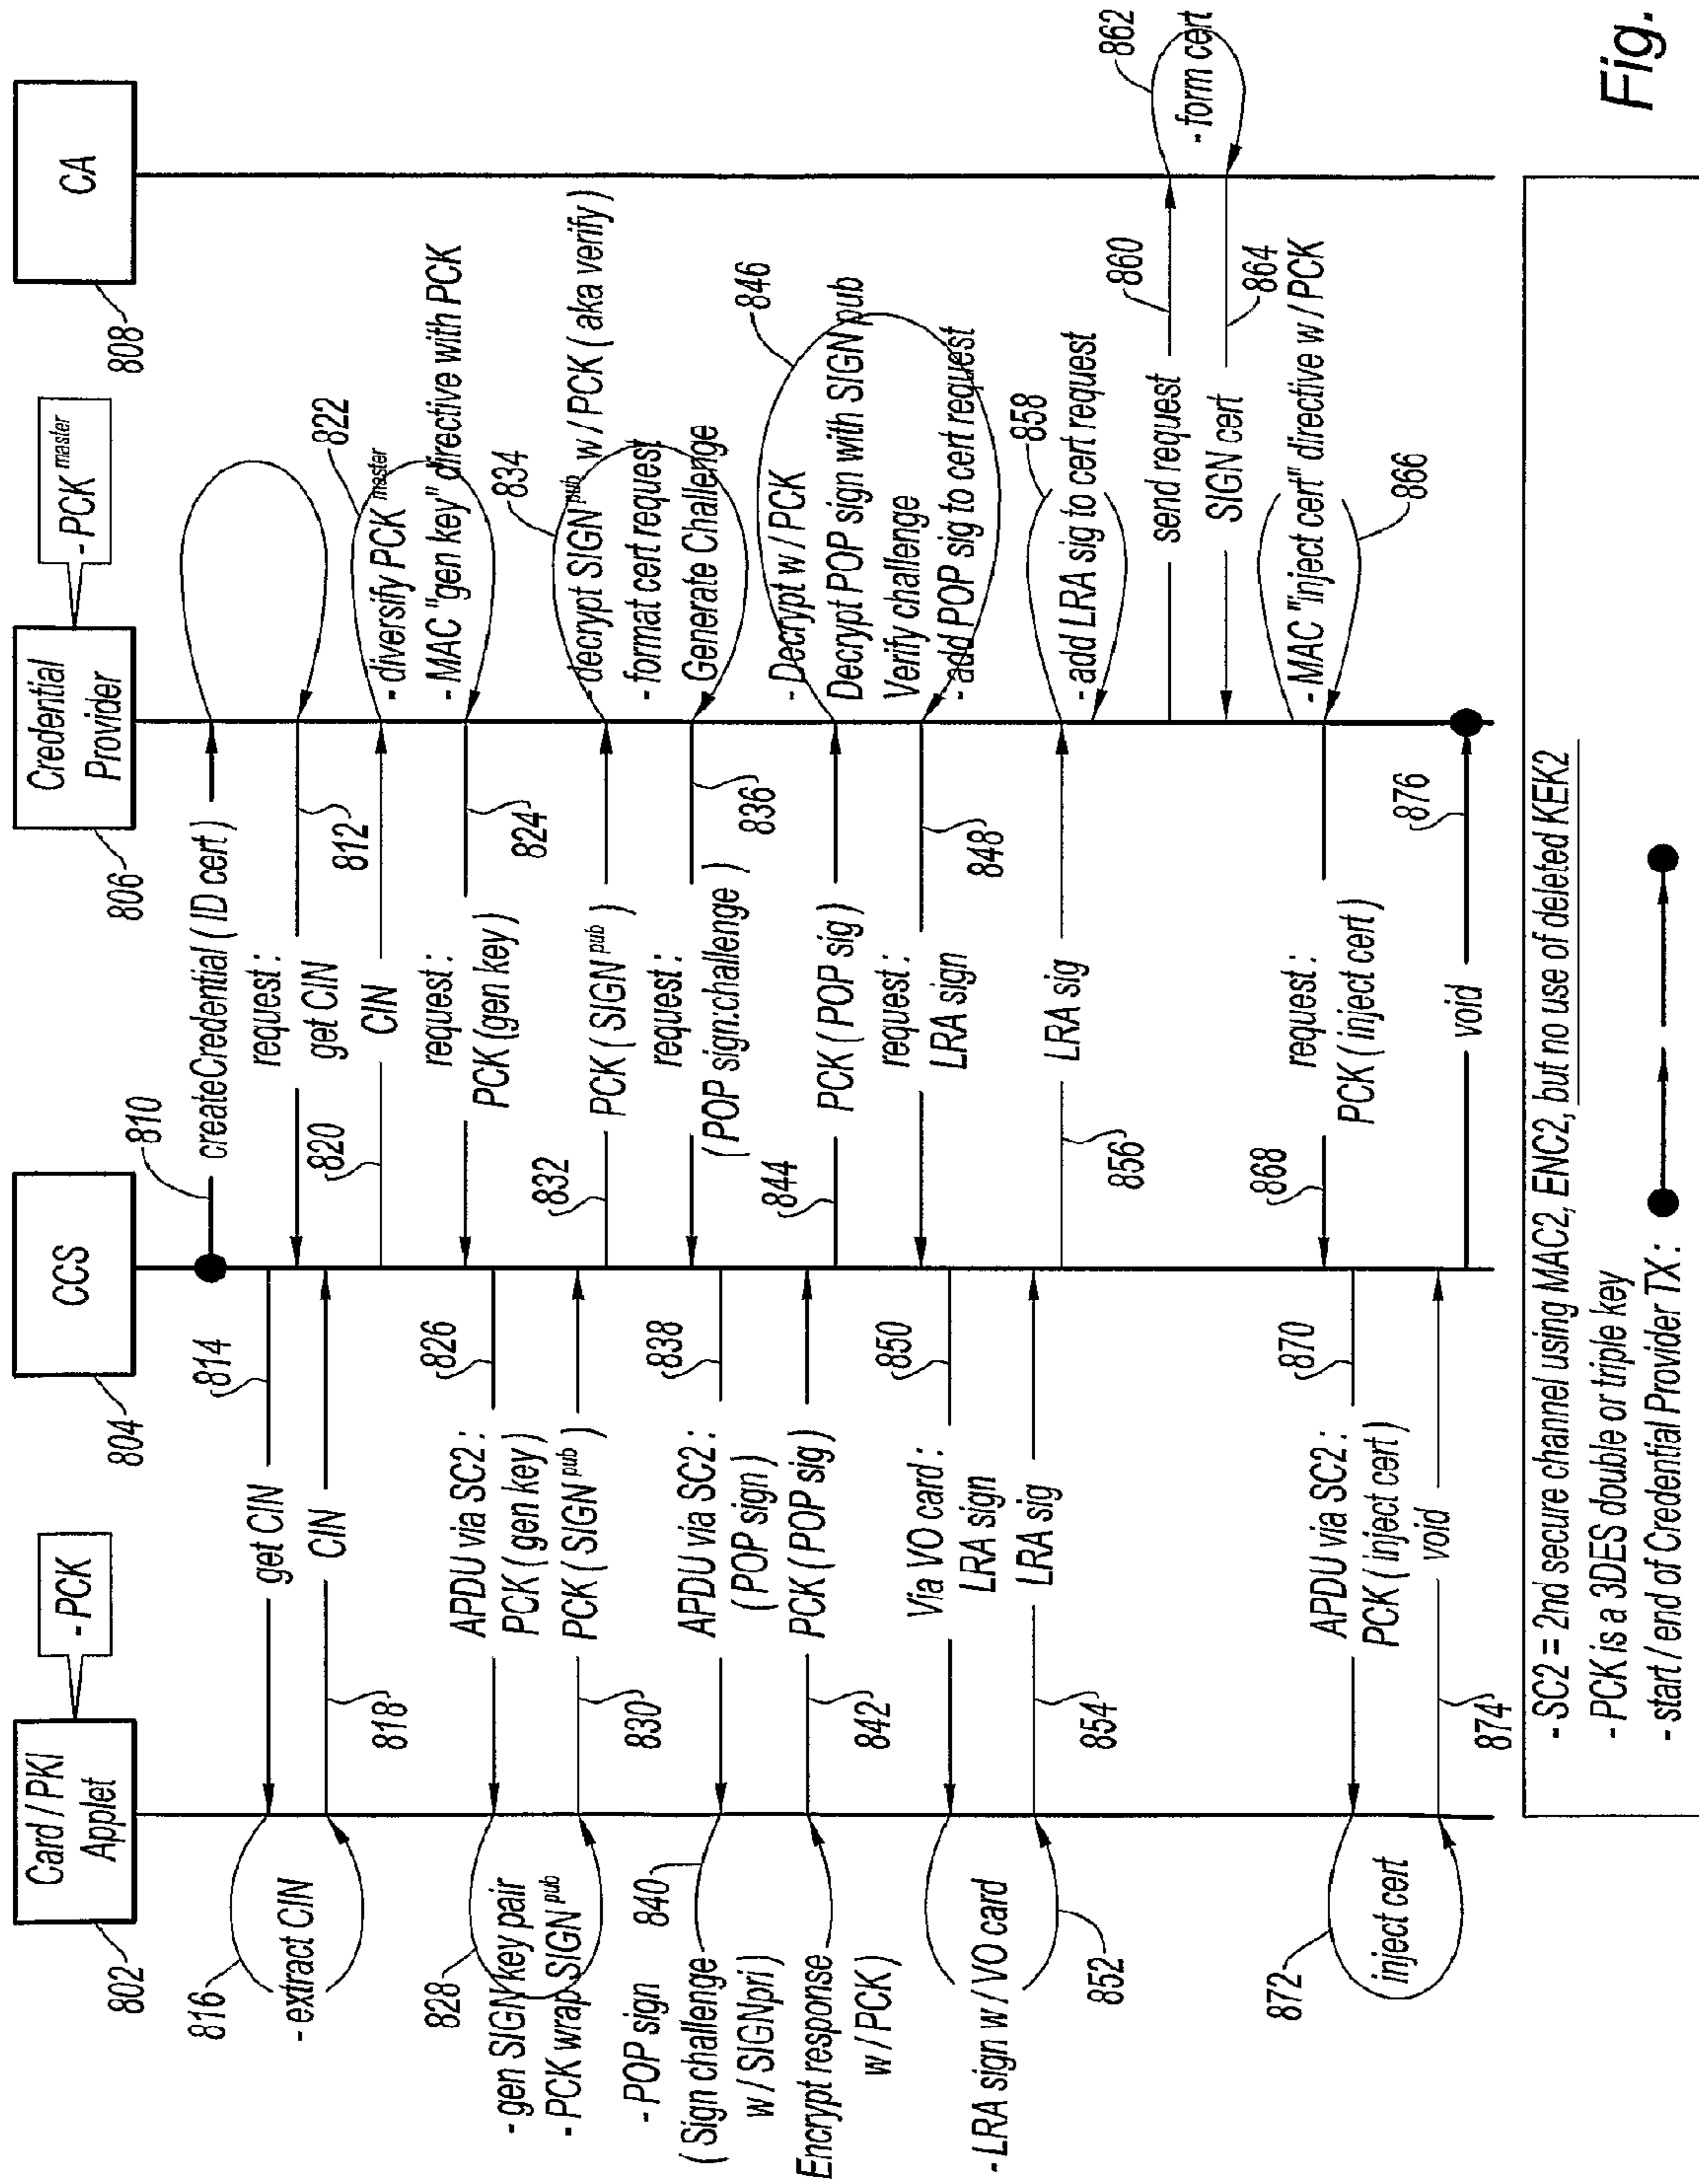 Card / PKI
Applet
802
- PCK
CCS
804
Credential
Provider
806
- PCK master
CA
808
810
createCredential ( ID cert )
request :
get CIN
812
814
get CIN
816
- extract CIN
CIN
818
820
CIN
822
- diversify PCK master
- MAC "gen key" directive with PCK
request :
PCK (gen key )
824
826
APDU via SC2 :
PCK ( gen key )
828
- gen SIGN key pair
- PCK wrap SIGN pub
PCK ( SIGN pub )
830
832
PCK ( SIGN pub )
834
- decrypt SIGN pub w / PCK ( aka verify )
- format cert request
Generate Challenge
request :
( POP sign:challenge )
836
838
APDU via SC2 :
( POP sign )
840
- POP sign
( Sign challenge
w / SIGNpri )
Encrypt response
w / PCK )
PCK ( POP sig )
842
844
PCK ( POP sig )
846
- Decrypt w / PCK
Decrypt POP sign with SIGN pub
Verify challenge
- add POP sig to cert request
request :
LRA sign
848
850
Via VO card :
LRA sign
- LRA sign w / VO card
852
LRA sig
854
856
LRA sig
858
- add LRA sig to cert request
send request
860
862
- form cert
SIGN cert
864
- MAC "inject cert" directive w / PCK
866
request :
PCK ( inject cert )
868
870
APDU via SC2 :
PCK ( inject cert )
872
inject cert
void
874
void
876
- SC2 = 2nd secure channel using MAC2, ENC2, but no use of deleted KEK2
- PCK is a 3DES double or triple key
- start / end of Credential Provider TX :
Fig.